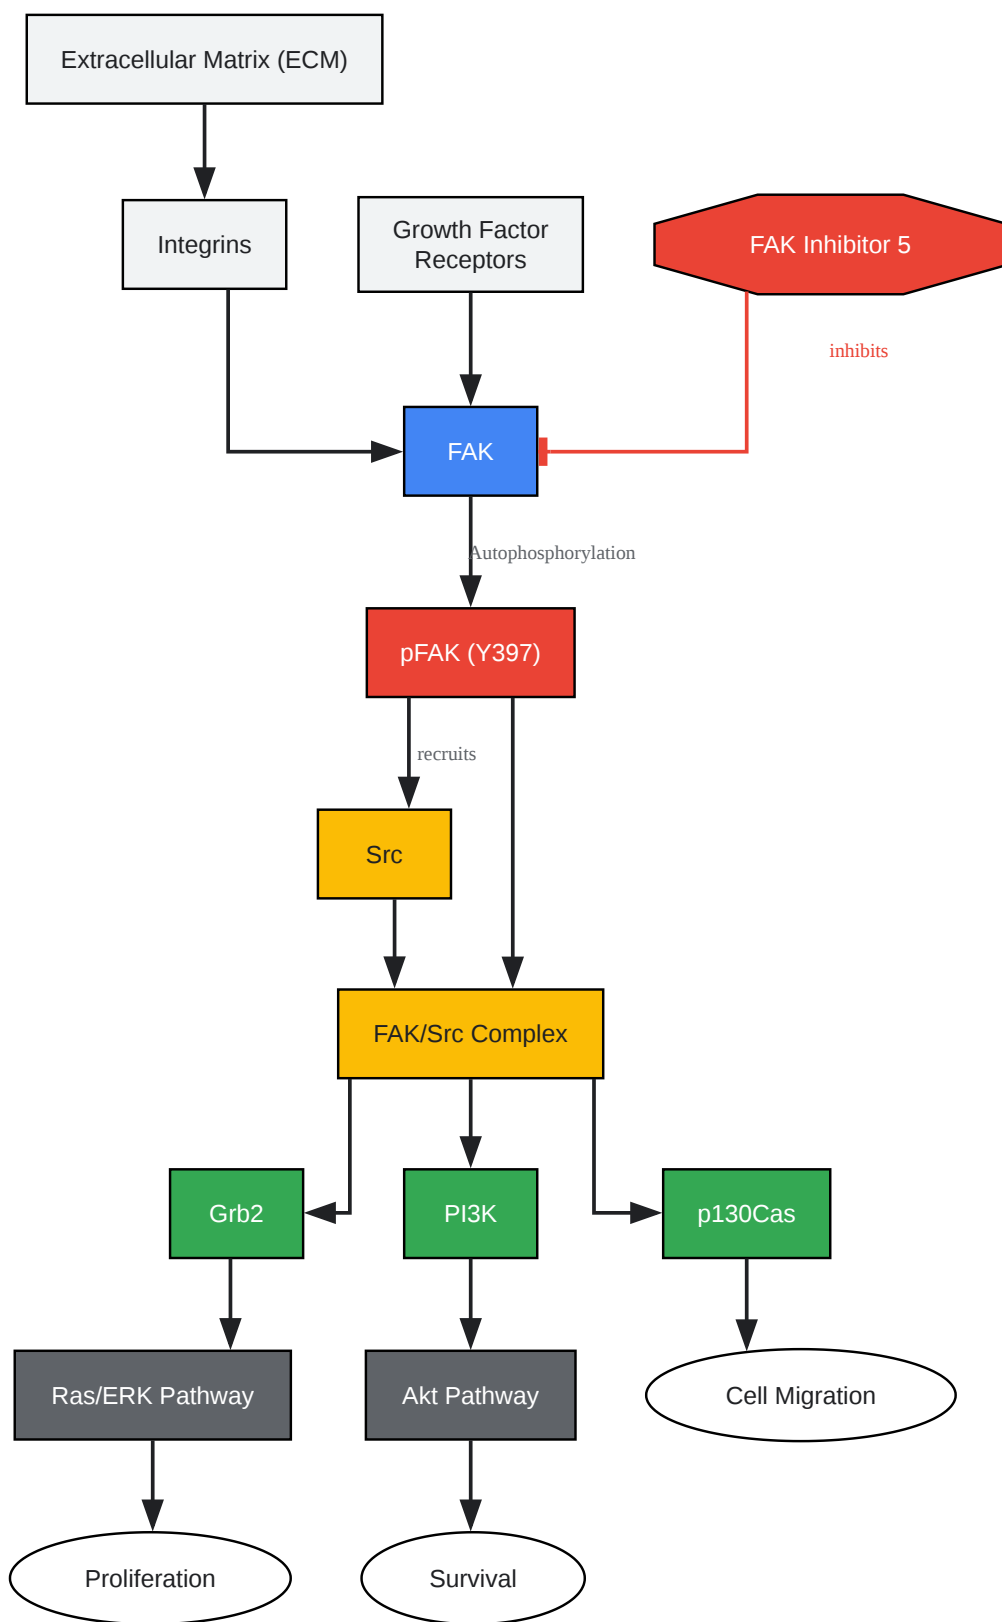 Extracellular Matrix (ECM)
Integrins
Growth Factor
Receptors
FAK Inhibitor 5
inhibits
FAK
Autophosphorylation
pFAK (Y397)
recruits
Src
FAK/Src Complex
Grb2
PI3K
p130Cas
Ras/ERK Pathway
Akt Pathway
Cell Migration
Proliferation
Survival